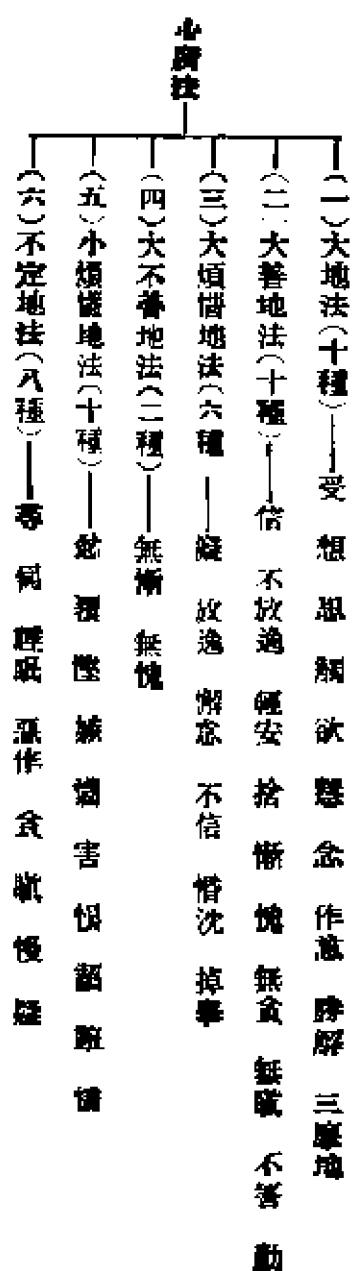 心所法
(一)大地法(十種)——受 想 思 觸 欲 慧 念 作意 勝解 三摩地
(二)大善地法(十種)——信 不放逸 輕安 捨 慚 愧 無貪 無瞋 不害 勤
(三)大煩惱地法(六種——癡 放逸 懈怠 不信 惛沈 掉舉
(四)大不善地法(二種)——無慚 無愧
(五)小煩惱地法(十種)——忿 覆 慳 嫉 惱 害 恨 諂 誑 憍
(六)不定地法(八種)——尋 伺 睡眠 惡作 貪 瞋 慢 疑